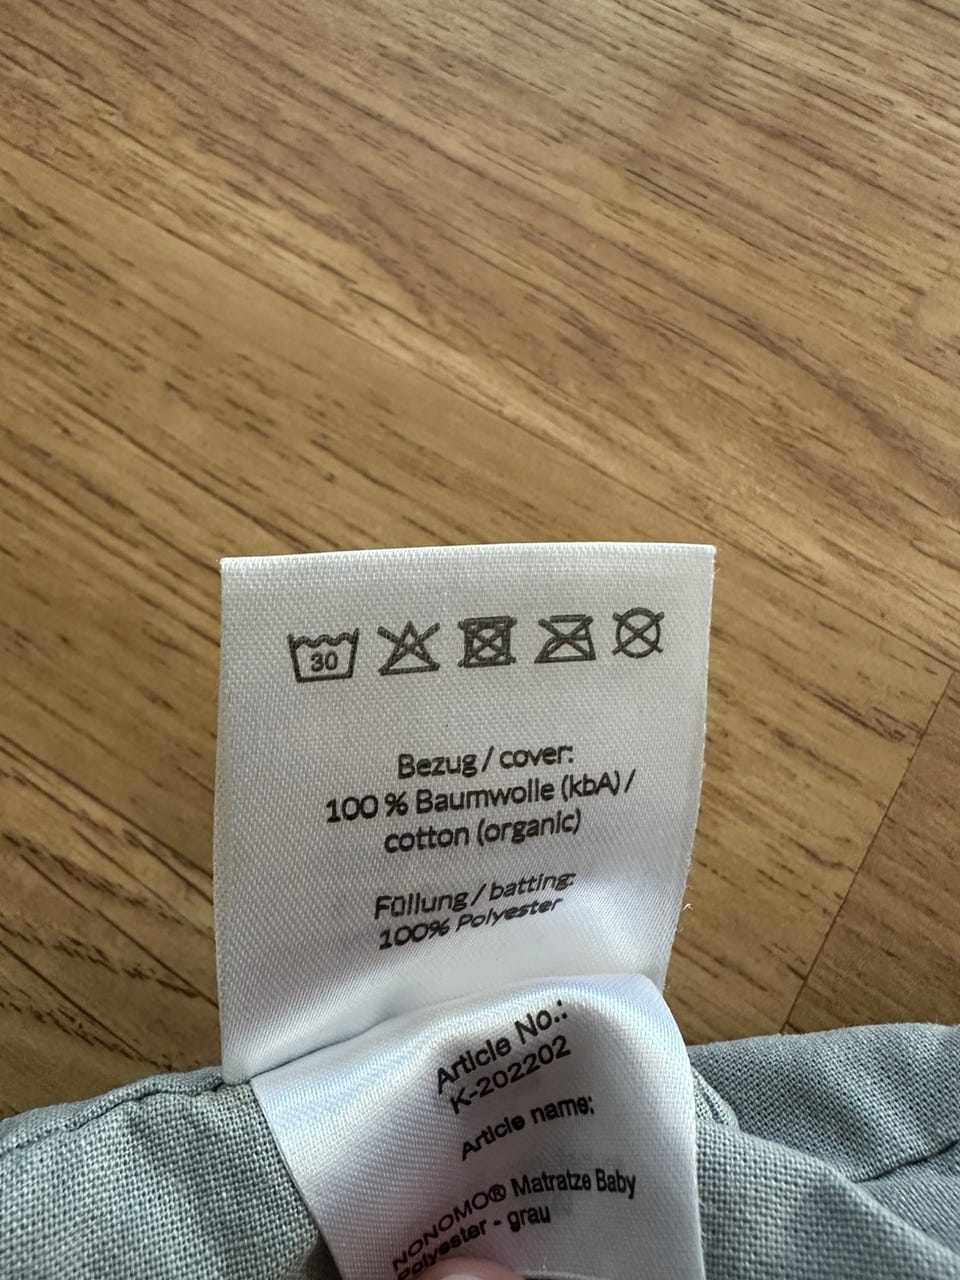 30
Bezug / cover:
100 % Baumwolle (kbA) /
cotton (organic)
Füllung / batting:
100% Polyester
Article No.:
K-202202
Article name:
NONOMO® Matratze Baby
Polyester - grau